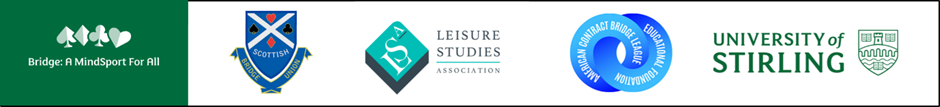 Bridge: A MindSport For All
SCOTTISH
BRIDGE UNION
LSA
LEISURE
STUDIES
ASSOCIATION
AMERICAN CONTRACT BRIDGE LEAGUE
EDUCATIONAL FOUNDATION
UNIVERSITY of
STIRLING